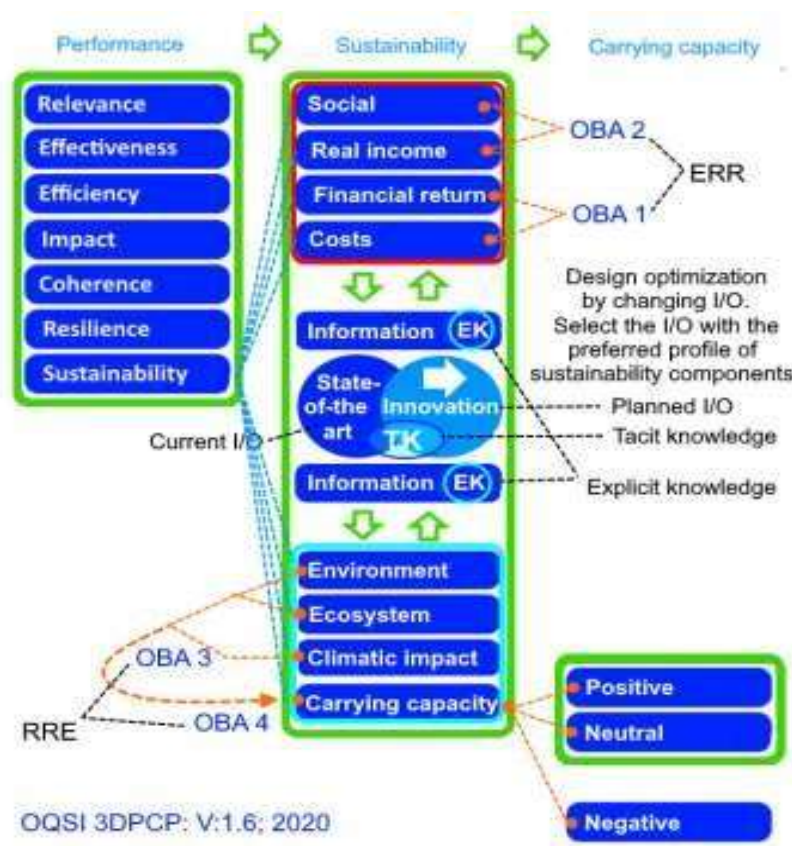 Performance
Sustainability
Carrying capacity
Relevance
Effectiveness
Efficiency
Impact
Coherence
Resilience
Sustainability
Social
Real income
Financial return
Costs
OBA 2
ERR
OBA 1
Design optimization
by changing I/O.
Select the I/O with the
preferred profile of
sustainability components
Information EK
State-
of-the
art
Innovation
TK
Current I/O
Planned I/O
Tacit knowledge
Explicit knowledge
Information EK
Environment
Ecosystem
Climatic impact
Carrying capacity
OBA 3
OBA 4
RRE
Positive
Neutral
Negative
OQSI 3DPCP: V:1.6; 2020